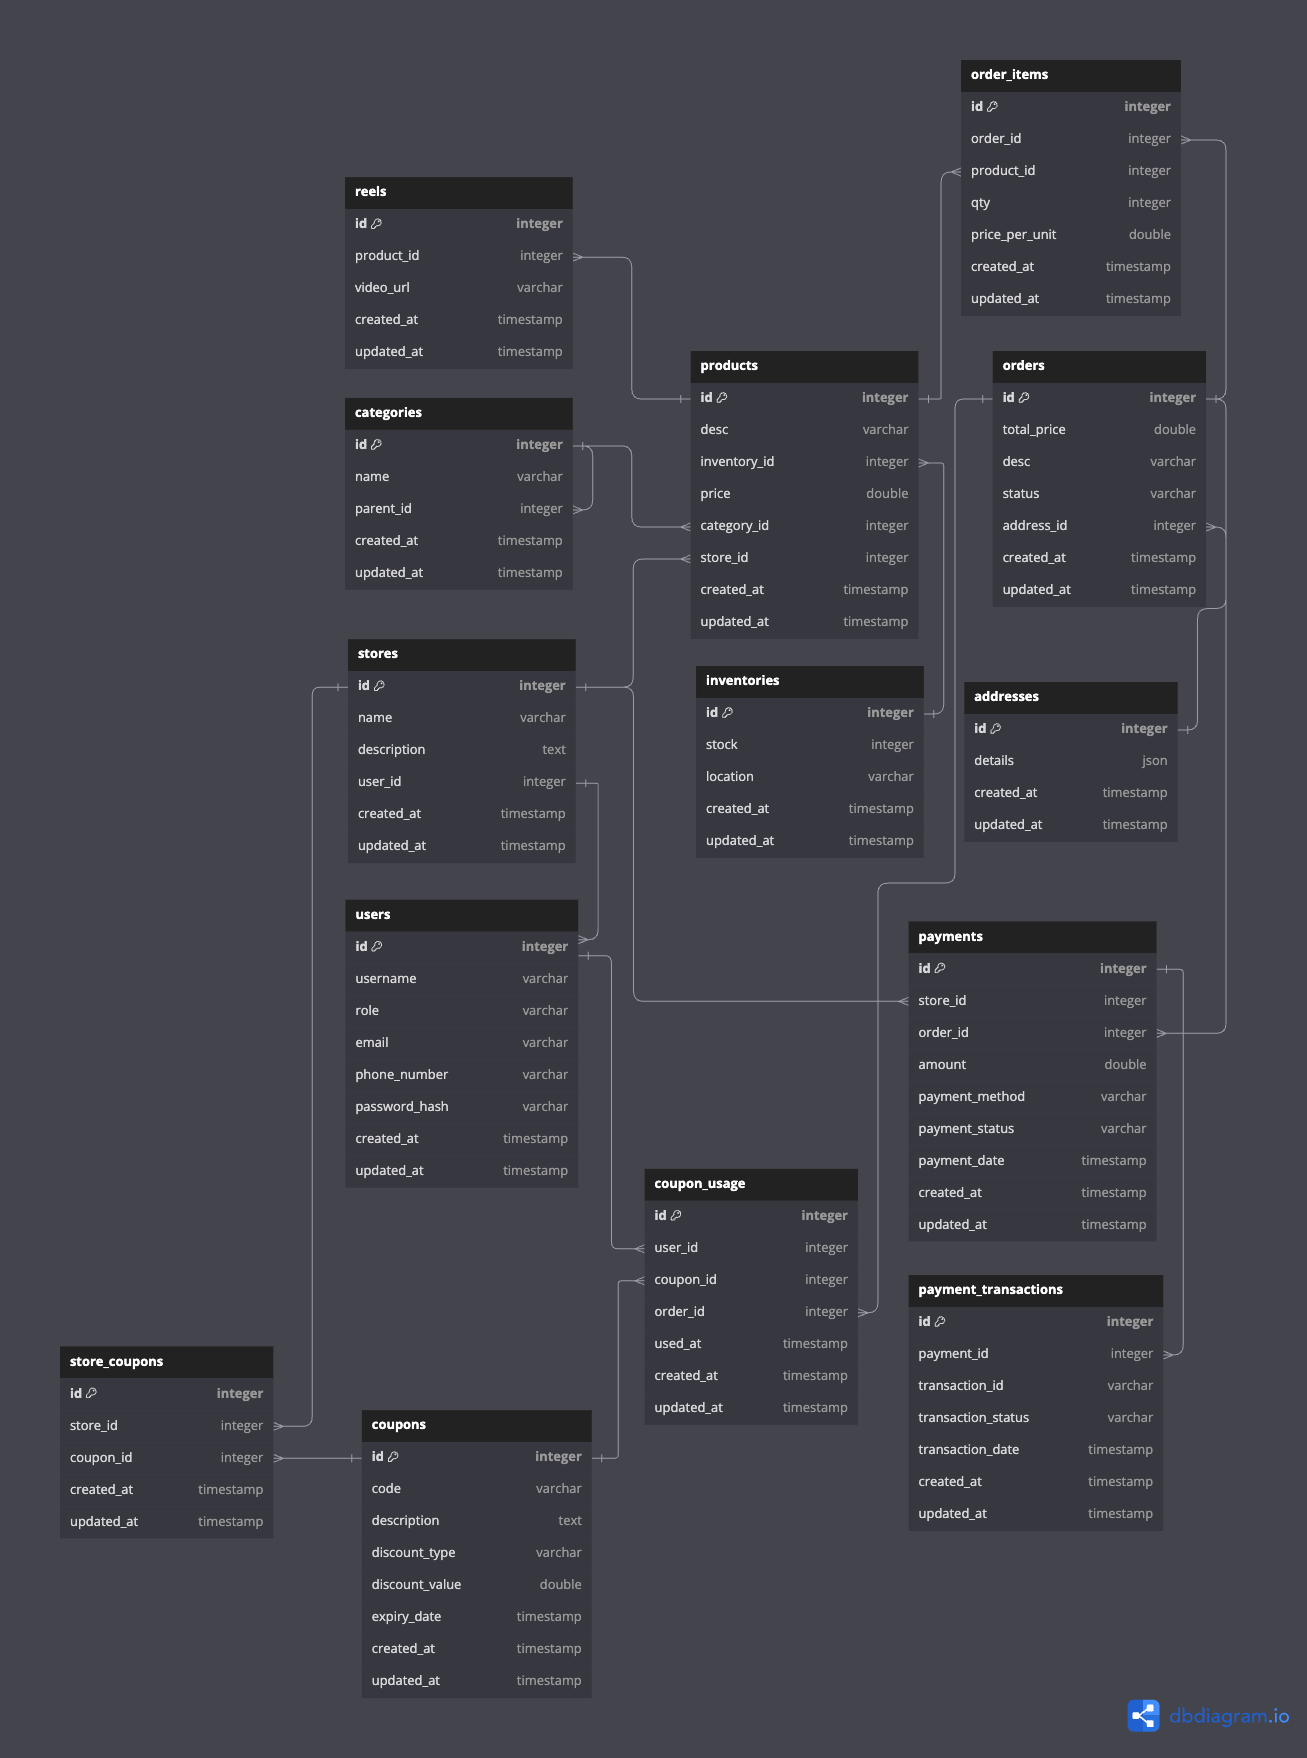 order_items
id integer
order_id integer
product_id integer
qty integer
price_per_unit double
created_at timestamp
updated_at timestamp
reels
id integer
product_id integer
video_url varchar
created_at timestamp
updated_at timestamp
products
id integer
desc varchar
inventory_id integer
price double
category_id integer
store_id integer
created_at timestamp
updated_at timestamp
orders
id integer
total_price double
desc varchar
status varchar
address_id integer
created_at timestamp
updated_at timestamp
categories
id integer
name varchar
parent_id integer
created_at timestamp
updated_at timestamp
stores
id integer
name varchar
description text
user_id integer
created_at timestamp
updated_at timestamp
inventories
id integer
stock integer
location varchar
created_at timestamp
updated_at timestamp
addresses
id integer
details json
created_at timestamp
updated_at timestamp
users
id integer
username varchar
role varchar
email varchar
phone_number varchar
password_hash varchar
created_at timestamp
updated_at timestamp
payments
id integer
store_id integer
order_id integer
amount double
payment_method varchar
payment_status varchar
payment_date timestamp
created_at timestamp
updated_at timestamp
coupon_usage
id integer
user_id integer
coupon_id integer
order_id integer
used_at timestamp
created_at timestamp
updated_at timestamp
payment_transactions
id integer
payment_id integer
transaction_id varchar
transaction_status varchar
transaction_date timestamp
created_at timestamp
updated_at timestamp
store_coupons
id integer
store_id integer
coupon_id integer
created_at timestamp
updated_at timestamp
coupons
id integer
code varchar
description text
discount_type varchar
discount_value double
expiry_date timestamp
created_at timestamp
updated_at timestamp
dbdiagram.io